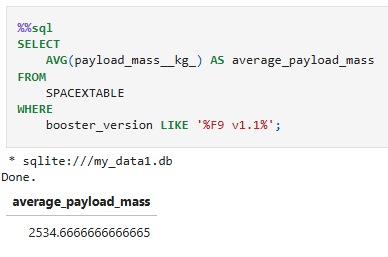 %%sql
SELECT
AVG(payload_mass__kg_) AS average_payload_mass
FROM
SPACEXTABLE
WHERE
booster_version LIKE '%F9 v1.1%';
* sqlite:///my_data1.db
Done.
average_payload_mass
2534.6666666666665